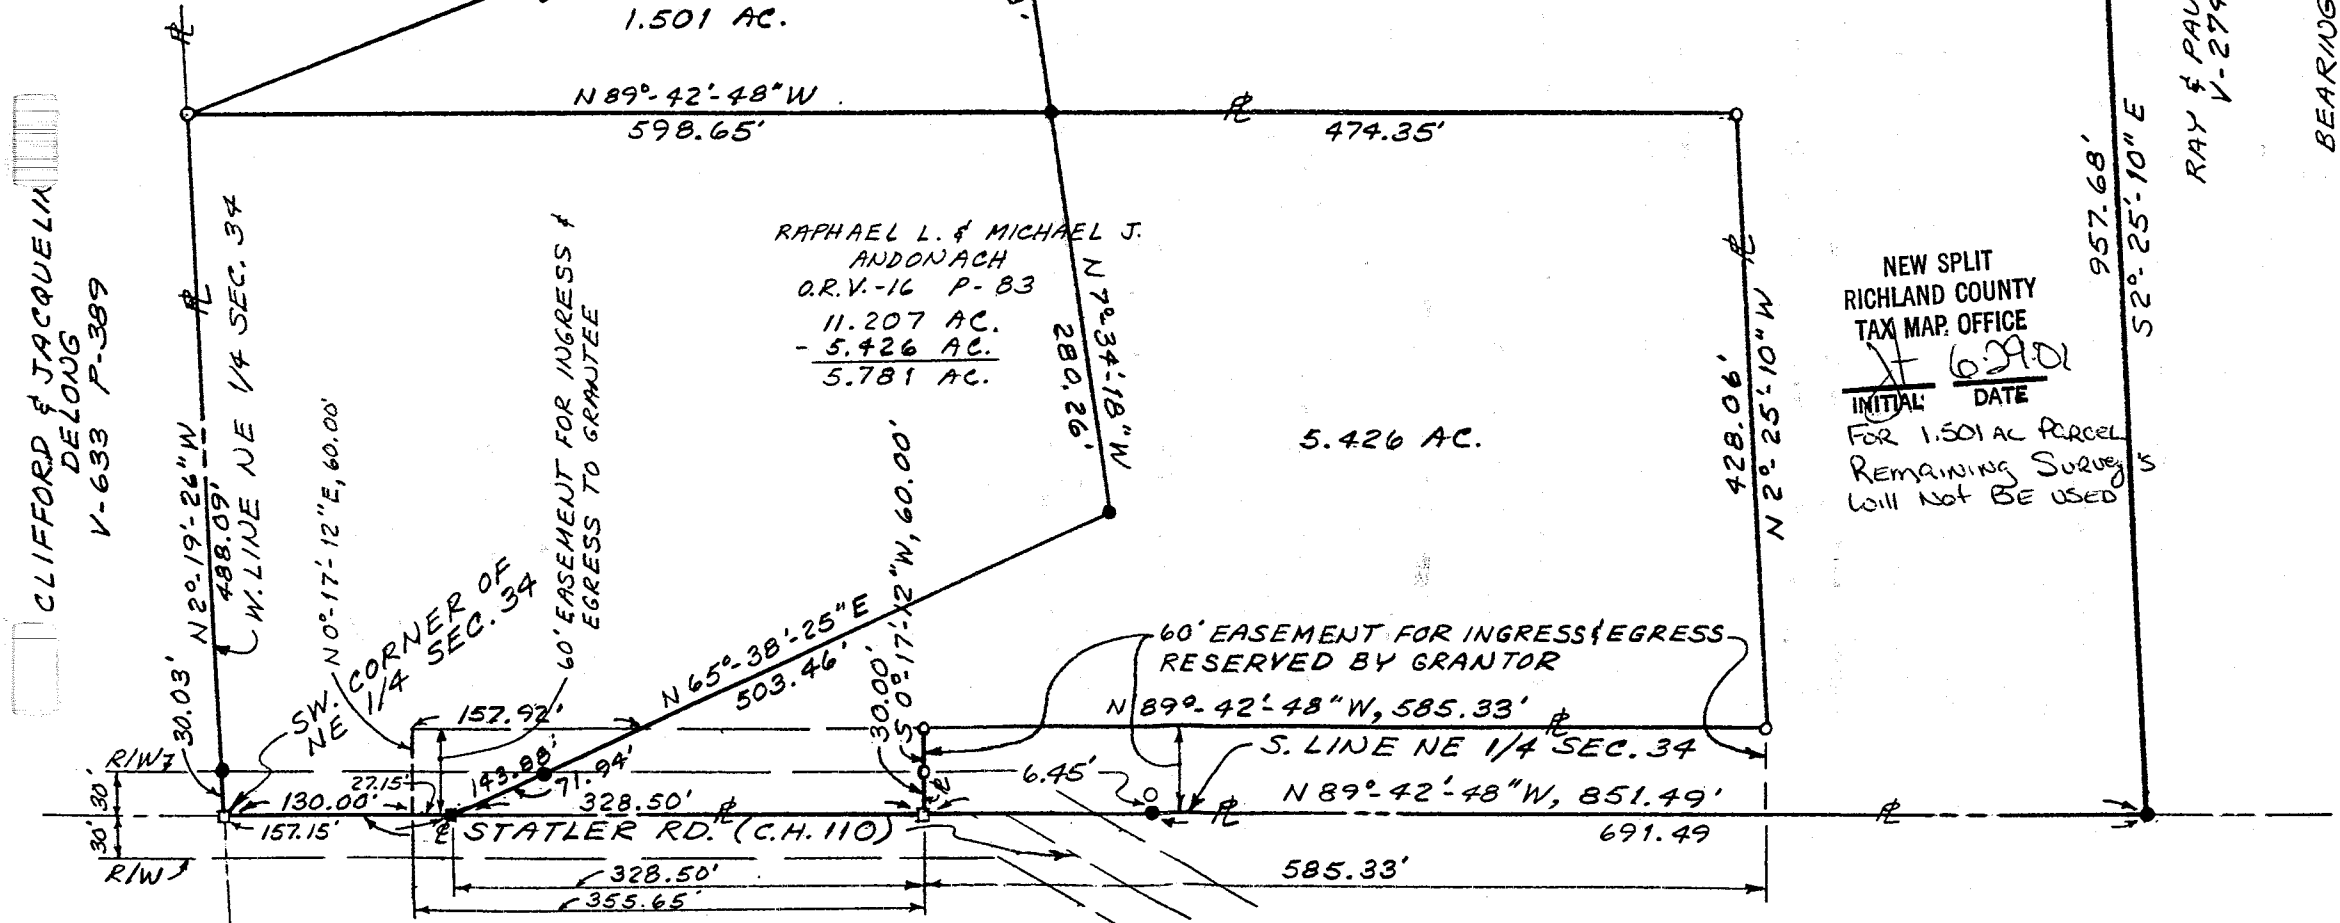 1.501 AC.
N 89°-42'-48" W
598.65'
474.35'
CLIFFORD & JACQUELIN
DELONG
V-633 P-389
N 2°-19'-26" W
488.09'
W. LINE NE 1/4 SEC. 34
N 0°-17'-12" E, 60.00'
60' EASEMENT FOR INGRESS &
EGRESS TO GRANTEE
RAPHAEL L. & MICHAEL J.
ANDONACH
O.R.V.-16 P-83
11.207 AC.
- 5.426 AC.
5.781 AC.
N 7°-34'-18" W
280.26'
5.426 AC.
428.06'
N 2°-25'-10" W
NEW SPLIT
RICHLAND COUNTY
TAX MAP. OFFICE
6-29-01
INITIAL DATE
FOR 1.501 AC PARCEL
REMAINING SURVEY'S
WILL NOT BE USED
957.68'
S 2°-25'-10" E
RAY & PAU
V-274
BEARING
SW. CORNER OF
NE 1/4 SEC. 34
N 65°-38'-25" E
503.46'
S 0°-17'-12" W, 60.00'
30.00'
60' EASEMENT FOR INGRESS & EGRESS
RESERVED BY GRANTOR
N 89°-42'-48" W, 585.33'
S. LINE NE 1/4 SEC. 34
N 89°-42'-48" W, 851.49'
691.49
6.45'
30.03'
157.92'
143.88'
71.94'
27.15'
130.00'
328.50'
157.15'
R/W
30'
30'
R/W
STATLER RD. (C.H. 110)
328.50'
355.65'
585.33'